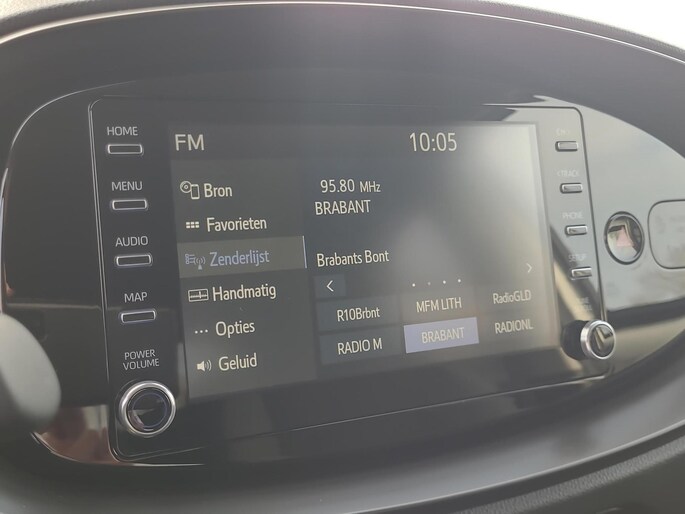 HOME
MENU
AUDIO
MAP
POWER
VOLUME
FM
10:05
Bron
Favorieten
Zenderlijst
Handmatig
Opties
Geluid
95.80 MHz
BRABANT
Brabants Bont
R10Brbnt
MFM LITH
RadioGLD
RADIO M
BRABANT
RADIONL
TRACK
PHONE
SETUP